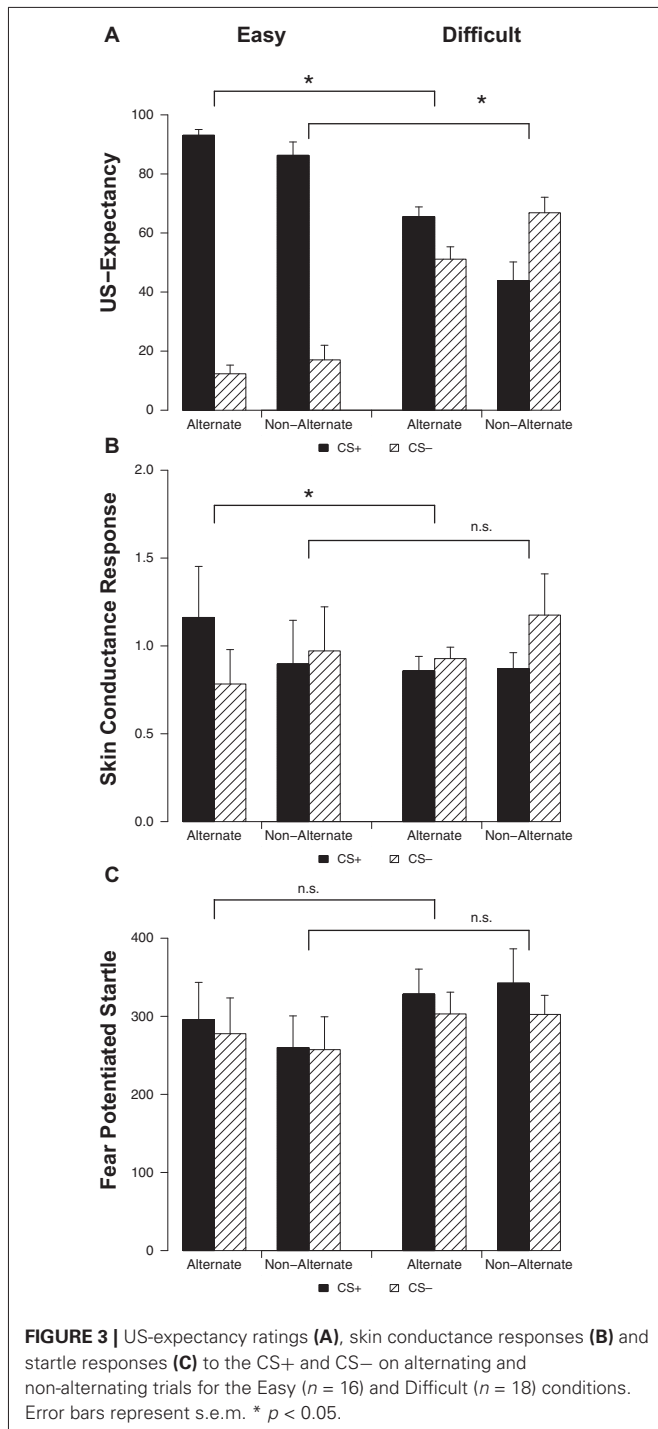 A Easy Difficult
* *
US−Expectancy
100
80
60
40
20
0
Alternate Non−Alternate Alternate Non−Alternate
CS+ CS−
B
Skin Conductance Response
2.0
1.5
1.0
0.5
0.0
*
n.s.
Alternate Non−Alternate Alternate Non−Alternate
CS+ CS−
C
Fear Potentiated Startle
400
300
200
100
0
n.s.
n.s.
Alternate Non−Alternate Alternate Non−Alternate
CS+ CS−
FIGURE 3 | US-expectancy ratings (A), skin conductance responses (B) and
startle responses (C) to the CS+ and CS− on alternating and
non-alternating trials for the Easy (n = 16) and Difficult (n = 18) conditions.
Error bars represent s.e.m. * p < 0.05.